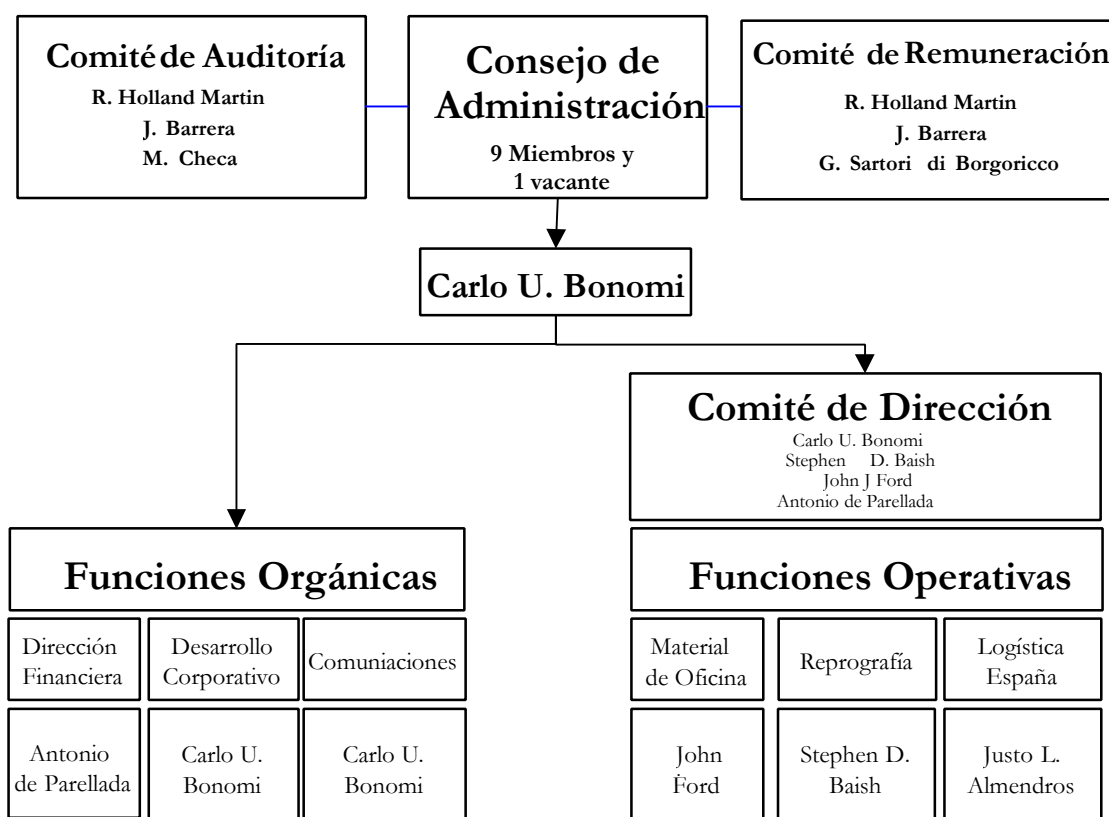 Comité de Auditoría
R. Holland Martin
J. Barrera
M. Checa
Consejo de
Administración
9 Miembros y
1 vacante
Comité de Remuneración
R. Holland Martin
J. Barrera
G. Sartori di Borgoricco
Carlo U. Bonomi
Comité de Dirección
Carlo U. Bonomi
Stephen D. Baish
John J Ford
Antonio de Parellada
Funciones Orgánicas
Dirección
Financiera
Desarrollo
Corporativo
Comuniaciones
Antonio
de Parellada
Carlo U.
Bonomi
Carlo U.
Bonomi
Funciones Operativas
Material
de Oficina
Reprografía
Logística
España
John
Ford
Stephen D.
Baish
Justo L.
Almendros